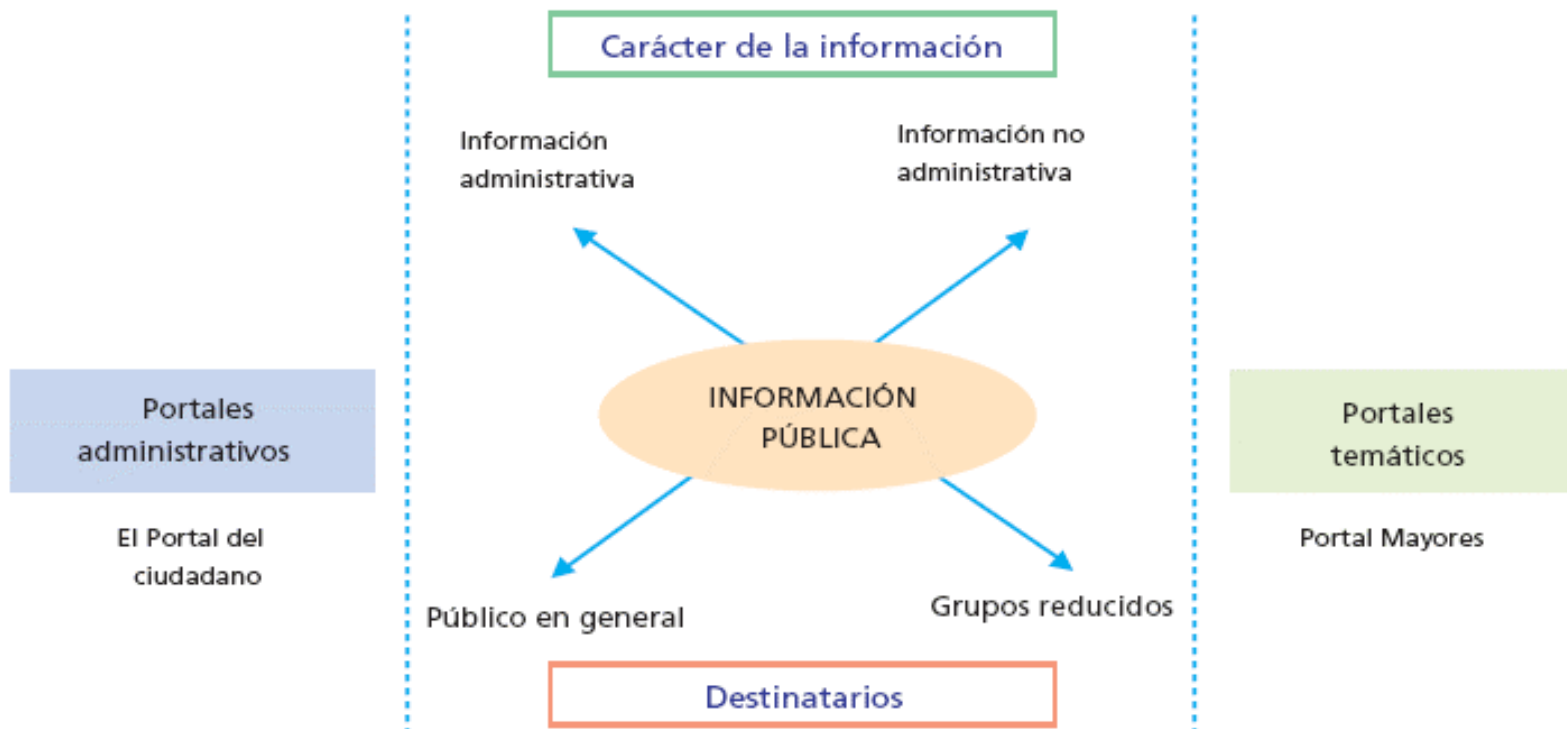 Carácter de la información
Información
administrativa
Información no
administrativa
Portales
administrativos
El Portal del
ciudadano
INFORMACIÓN
PÚBLICA
Portales
temáticos
Portal Mayores
Público en general
Grupos reducidos
Destinatarios